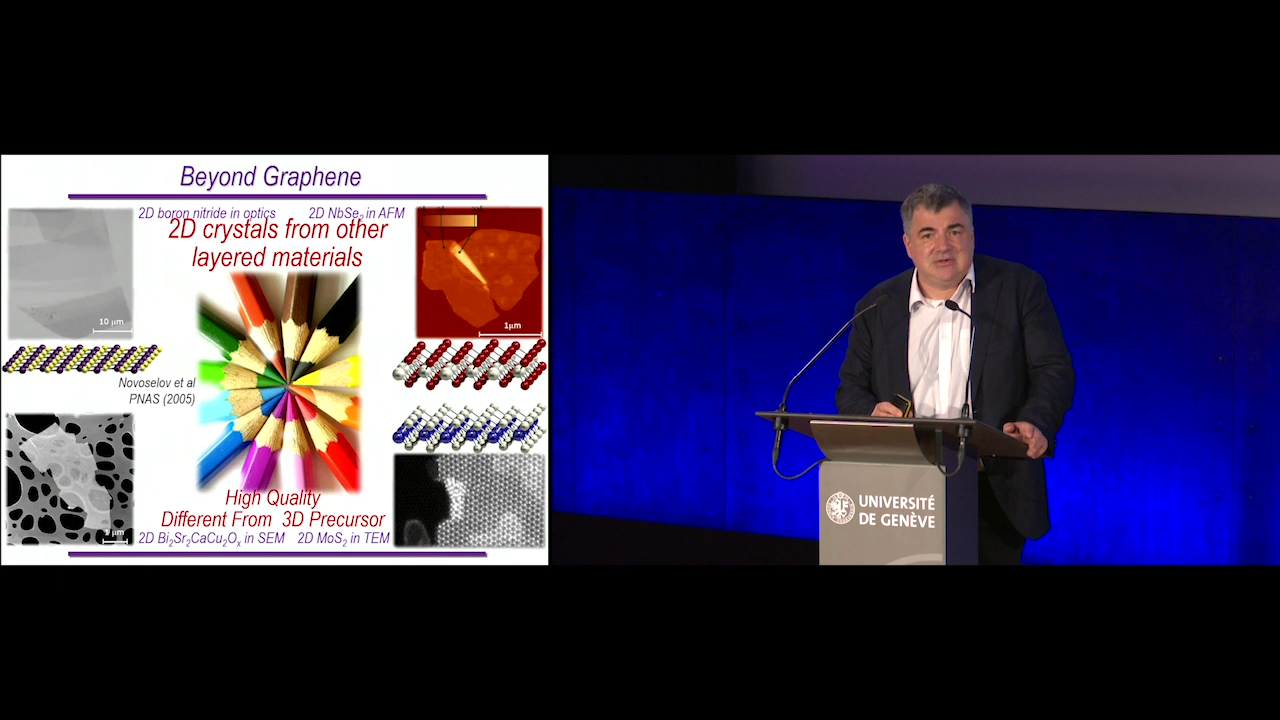 Beyond Graphene
2D boron nitride in optics
2D NbSe2 in AFM
2D crystals from other
layered materials
10 μm
1μm
Novoselov et al
PNAS (2005)
High Quality
Different From 3D Precursor
1 μm
2D Bi2Sr2CaCu2Ox in SEM
2D MoS2 in TEM
UNIVERSITÉ
DE GENÈVE